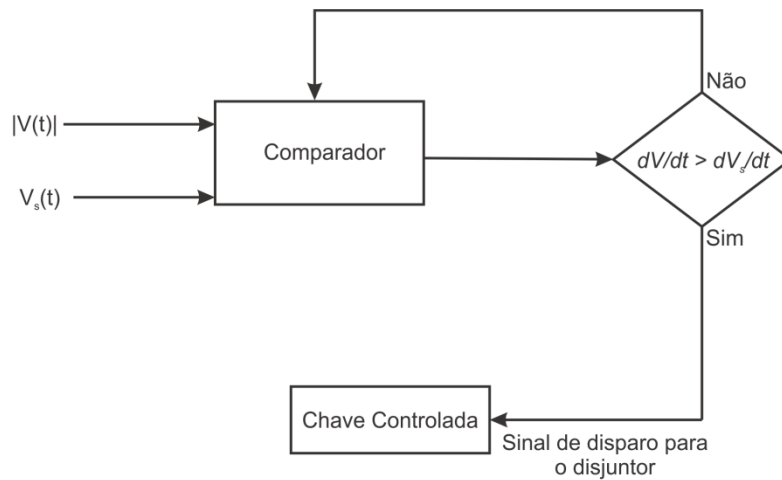 Não
|V(t)|
Comparador
dV/dt > dVs/dt
Vs(t)
Sim
Chave Controlada
Sinal de disparo para
o disjuntor